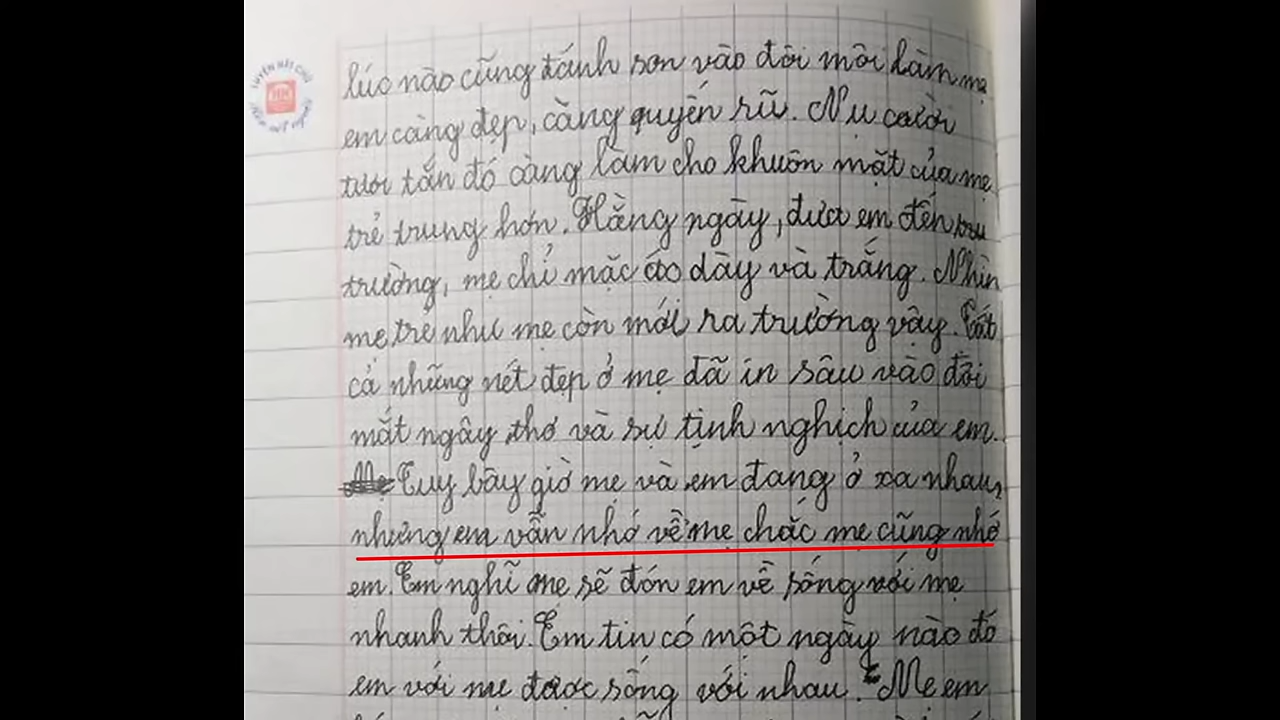 lúc nào cũng đánh son vào đôi môi làm mẹ
em càng đẹp, càng quyến rũ. Nụ cười
tươi tắn đó càng làm cho khuôn mặt của mẹ
trẻ trung hơn. Hằng ngày, đưa em đến tru
trường, mẹ chỉ mặc áo dày và trắng. Nhìn
mẹ trẻ như mẹ còn mới ra trường vậy. Tất
cả những nét đẹp ở mẹ đã in sâu vào đôi
mắt ngây thơ và sự tịnh nghịch của em.
Tuy bây giờ mẹ và em đang ở xa nhau,
nhưng em vẫn nhớ về mẹ chắc mẹ cũng nhớ
em. Em nghĩ mẹ sẽ đón em về sống với mẹ
nhanh thôi. Em tin có một ngày nào đó
em với mẹ được sống với nhau. Mẹ em